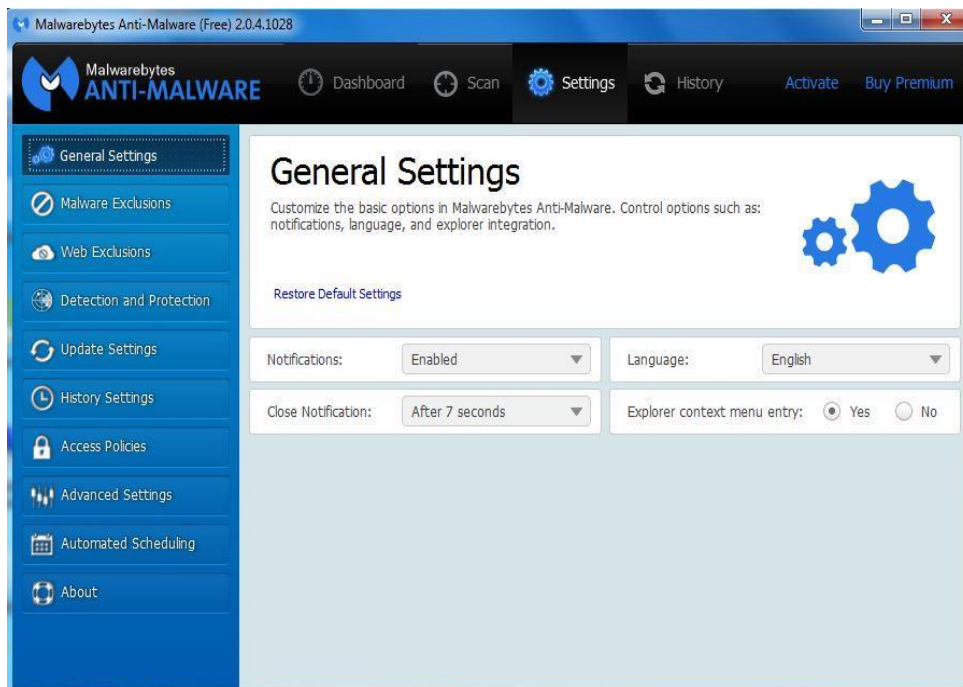 Malwarebytes Anti-Malware (Free) 2.0.4.1028
Malwarebytes
ANTI-MALWARE
Dashboard
Scan
Settings
History
Activate
Buy Premium
General Settings
Malware Exclusions
Web Exclusions
Detection and Protection
Update Settings
History Settings
Access Policies
Advanced Settings
Automated Scheduling
About
General Settings
Customize the basic options in Malwarebytes Anti-Malware. Control options such as:
notifications, language, and explorer integration.
Restore Default Settings
Notifications: Enabled
Language: English
Close Notification: After 7 seconds
Explorer context menu entry: Yes No